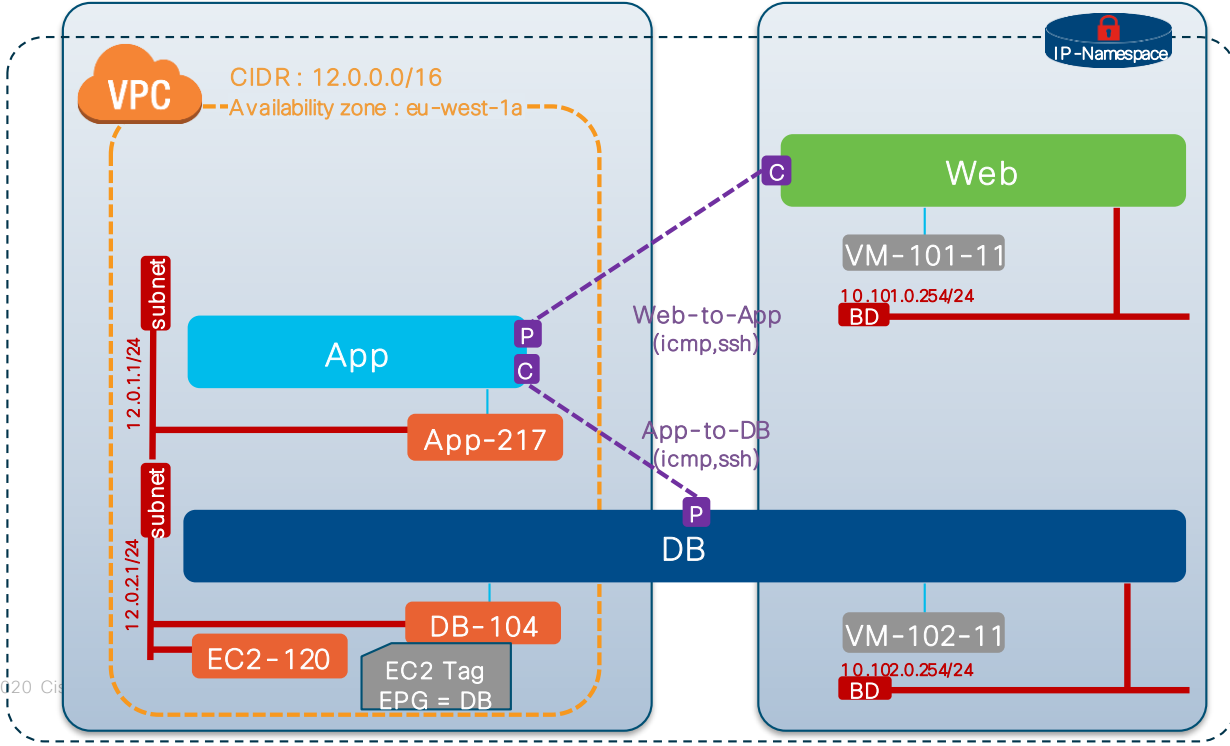 IP-Namespace
VPC
CIDR : 12.0.0.0/16
Availability zone : eu-west-1a
C
Web
VM-101-11
10.101.0.254/24
BD
subnet
12.0.1.1/24
App
P
C
Web-to-App
(icmp,ssh)
App-217
App-to-DB
(icmp,ssh)
subnet
12.0.2.1/24
P
DB
DB-104
EC2-120
EC2 Tag
EPG = DB
VM-102-11
10.102.0.254/24
BD
020 Cis